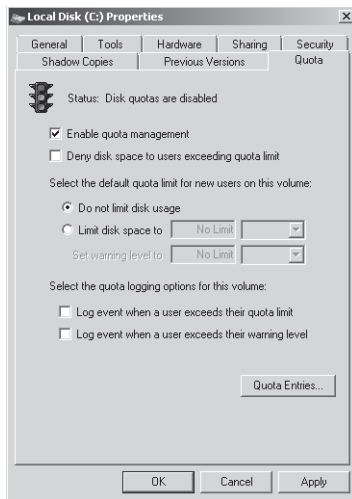 Local Disk (C:) Properties
General Tools Hardware Sharing Security
Shadow Copies Previous Versions Quota
Status: Disk quotas are disabled
Enable quota management
Deny disk space to users exceeding quota limit
Select the default quota limit for new users on this volume:
Do not limit disk usage
Limit disk space to No Limit
Set warning level to No Limit
Select the quota logging options for this volume:
Log event when a user exceeds their quota limit
Log event when a user exceeds their warning level
Quota Entries...
OK Cancel Apply